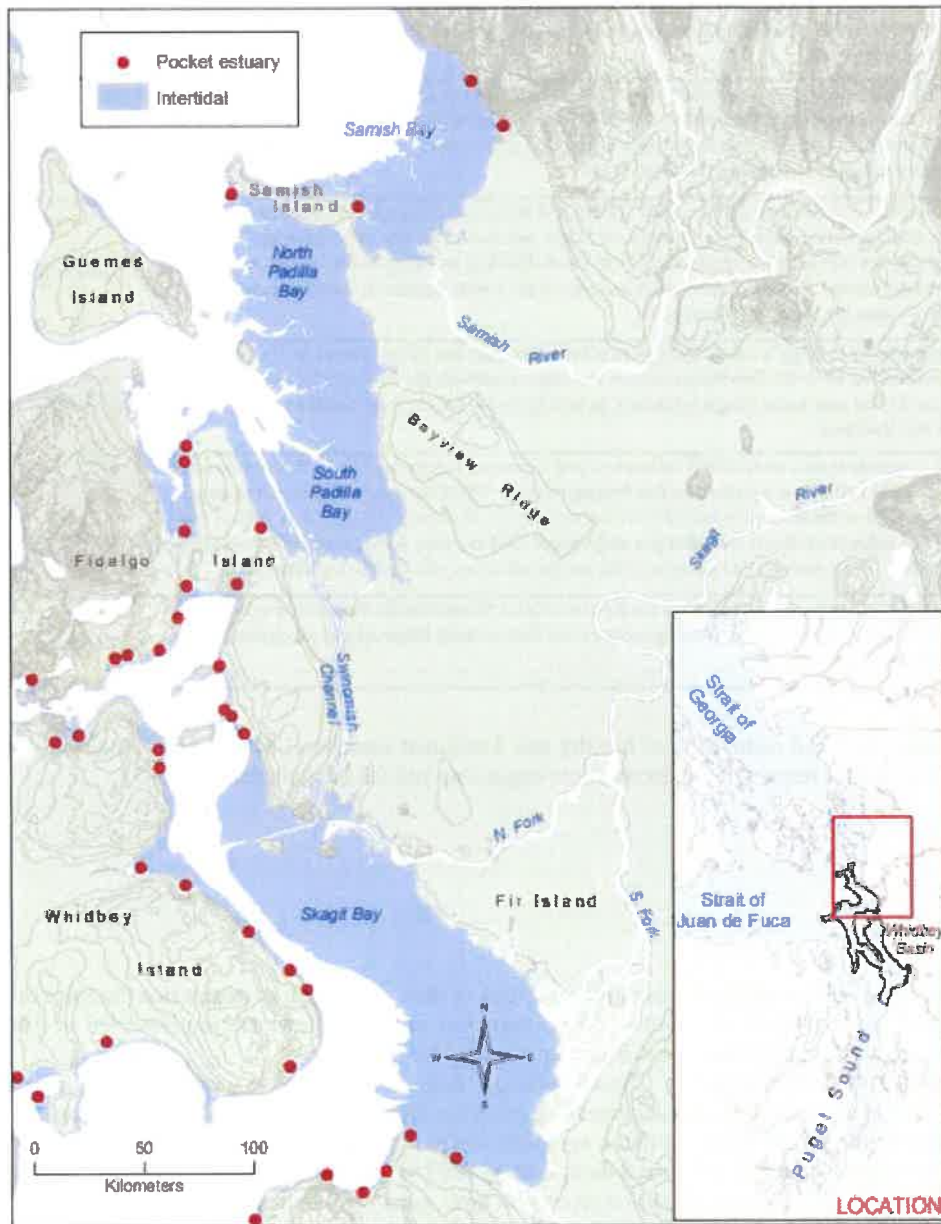 Pocket estuary
Intertidal
Samish Bay
Samish
Island
Guemes
Island
North
Padilla
Bay
Samish River
Bayview Ridge
South
Padilla
Bay
Skagit River
Fidalgo Island
Swinomish
Channel
N. Fork
S. Fork
Fir Island
Skagit Bay
Whidbey
Island
N
W E
S
0 50 100
Kilometers
Strait of
Georgia
Strait of
Juan de Fuca
Whidbey
Basin
Puget Sound
LOCATION